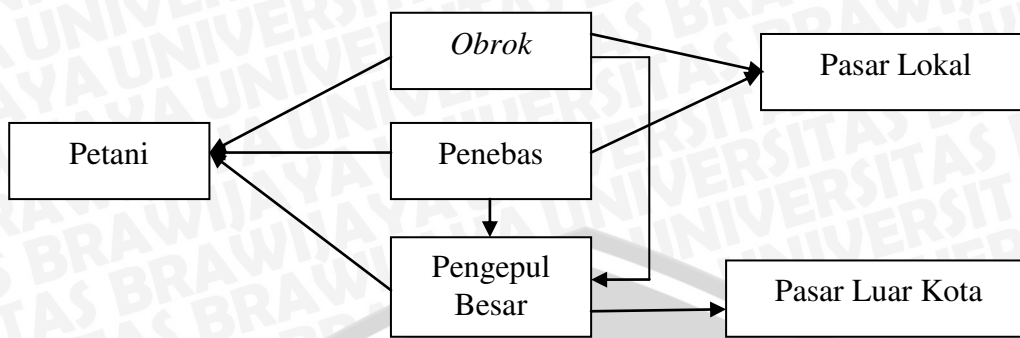 Obrok
Pasar Lokal
Petani
Penebas
Pengepul
Besar
Pasar Luar Kota